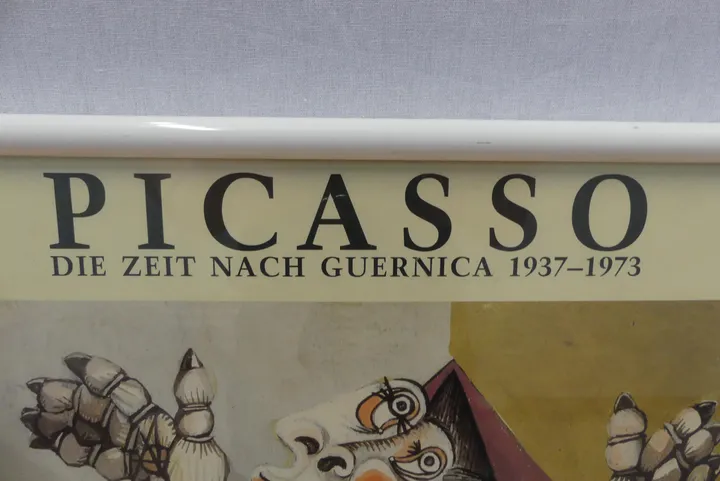 PICASSO
DIE ZEIT NACH GUERNICA 1937–1973